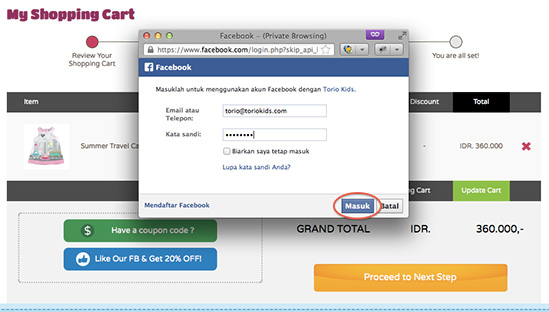 My Shopping Cart
Facebook – (Private Browsing)
https://www.facebook.com/login.php?skip_api_l
Review Your
Shopping Cart
You are all set!
Facebook
Masuklah untuk menggunakan akun Facebook dengan Torio Kids.
Item
Discount
Total
Email atau
Telepon:
torio@toriokids.com
Kata sandi:
••••••••
Biarkan saya tetap masuk
Lupa kata sandi Anda?
Summer Travel Ca
-
IDR. 360.000
Mendaftar Facebook
Masuk
Batal
ng Cart
Update Cart
Have a coupon code ?
Like Our FB & Get 20% OFF!
GRAND TOTAL IDR. 360.000,-
Proceed to Next Step